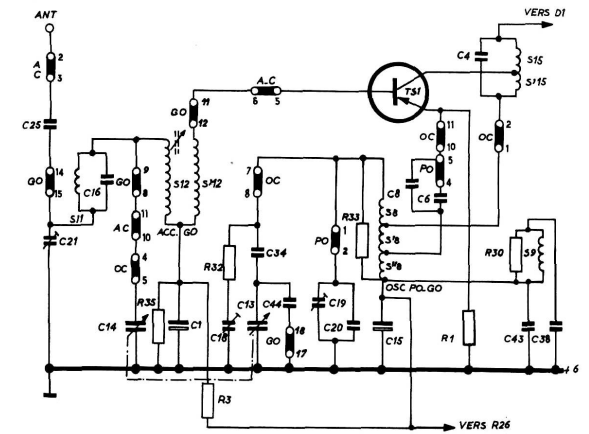 VERS D1
ANT
2
A
C
3
C4
S15
S'15
A_C
6 5
TS1
GO
11
12
C25
11
OC
10
2
OC
1
14
GO
15
C16
GO
9
8
S12
S'12
7
OC
8
PO
5
4
C6
C8
S8
S'8
S"8
S11
C21
11
AC
10
ACC. GO
R33
PO
1
2
C34
R32
OC
4
5
R30
S9
OSC PO.GO
R35
C14
C1
C18
C13
C44
C19
C20
C15
18
GO
17
R1
C43
C38
+6
R3
VERS R26